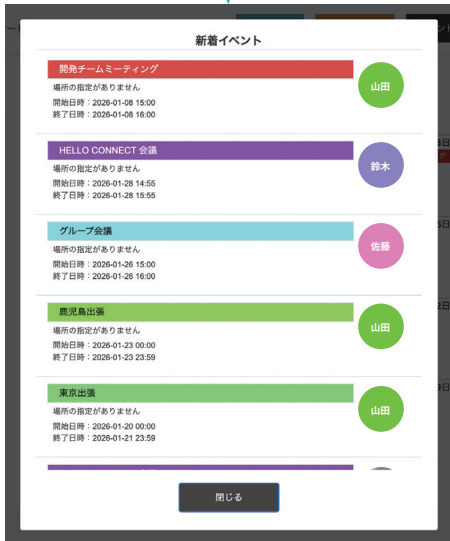 新着イベント
開発チームミーティング
山田
場所の指定がありません
開始日時：2026-01-08 15:00
終了日時：2026-01-08 16:00
HELLO CONNECT 会議
鈴木
場所の指定がありません
開始日時：2026-01-28 14:55
終了日時：2026-01-28 15:55
グループ会議
佐藤
場所の指定がありません
開始日時：2026-01-26 15:00
終了日時：2026-01-26 16:00
鹿児島出張
山田
場所の指定がありません
開始日時：2026-01-23 00:00
終了日時：2026-01-23 23:59
東京出張
山田
場所の指定がありません
開始日時：2026-01-20 00:00
終了日時：2026-01-21 23:59
閉じる